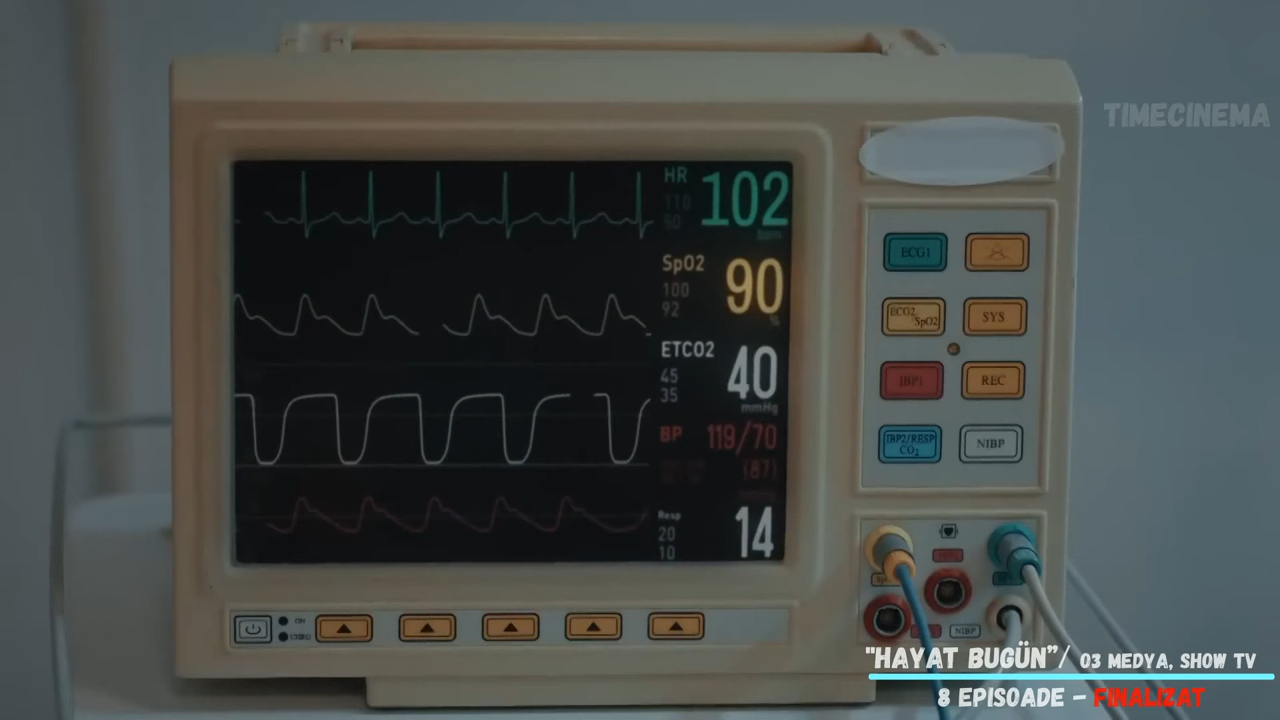 TIMECINEMA
HR
102
110
50
bpm
SpO2
90
100
92
%
ETCO2
40
45
35
mmHg
BP
119/70
(87)
Resp
14
20
10
ECG1
ECO2 SpO2
SYS
IBP1
REC
IBP2/RESP
CO2
NIBP
ON
NIBP
"HAYAT BUGÜN"/ O3 MEDYA, SHOW TV
8 EPISOADE - FINALIZAT